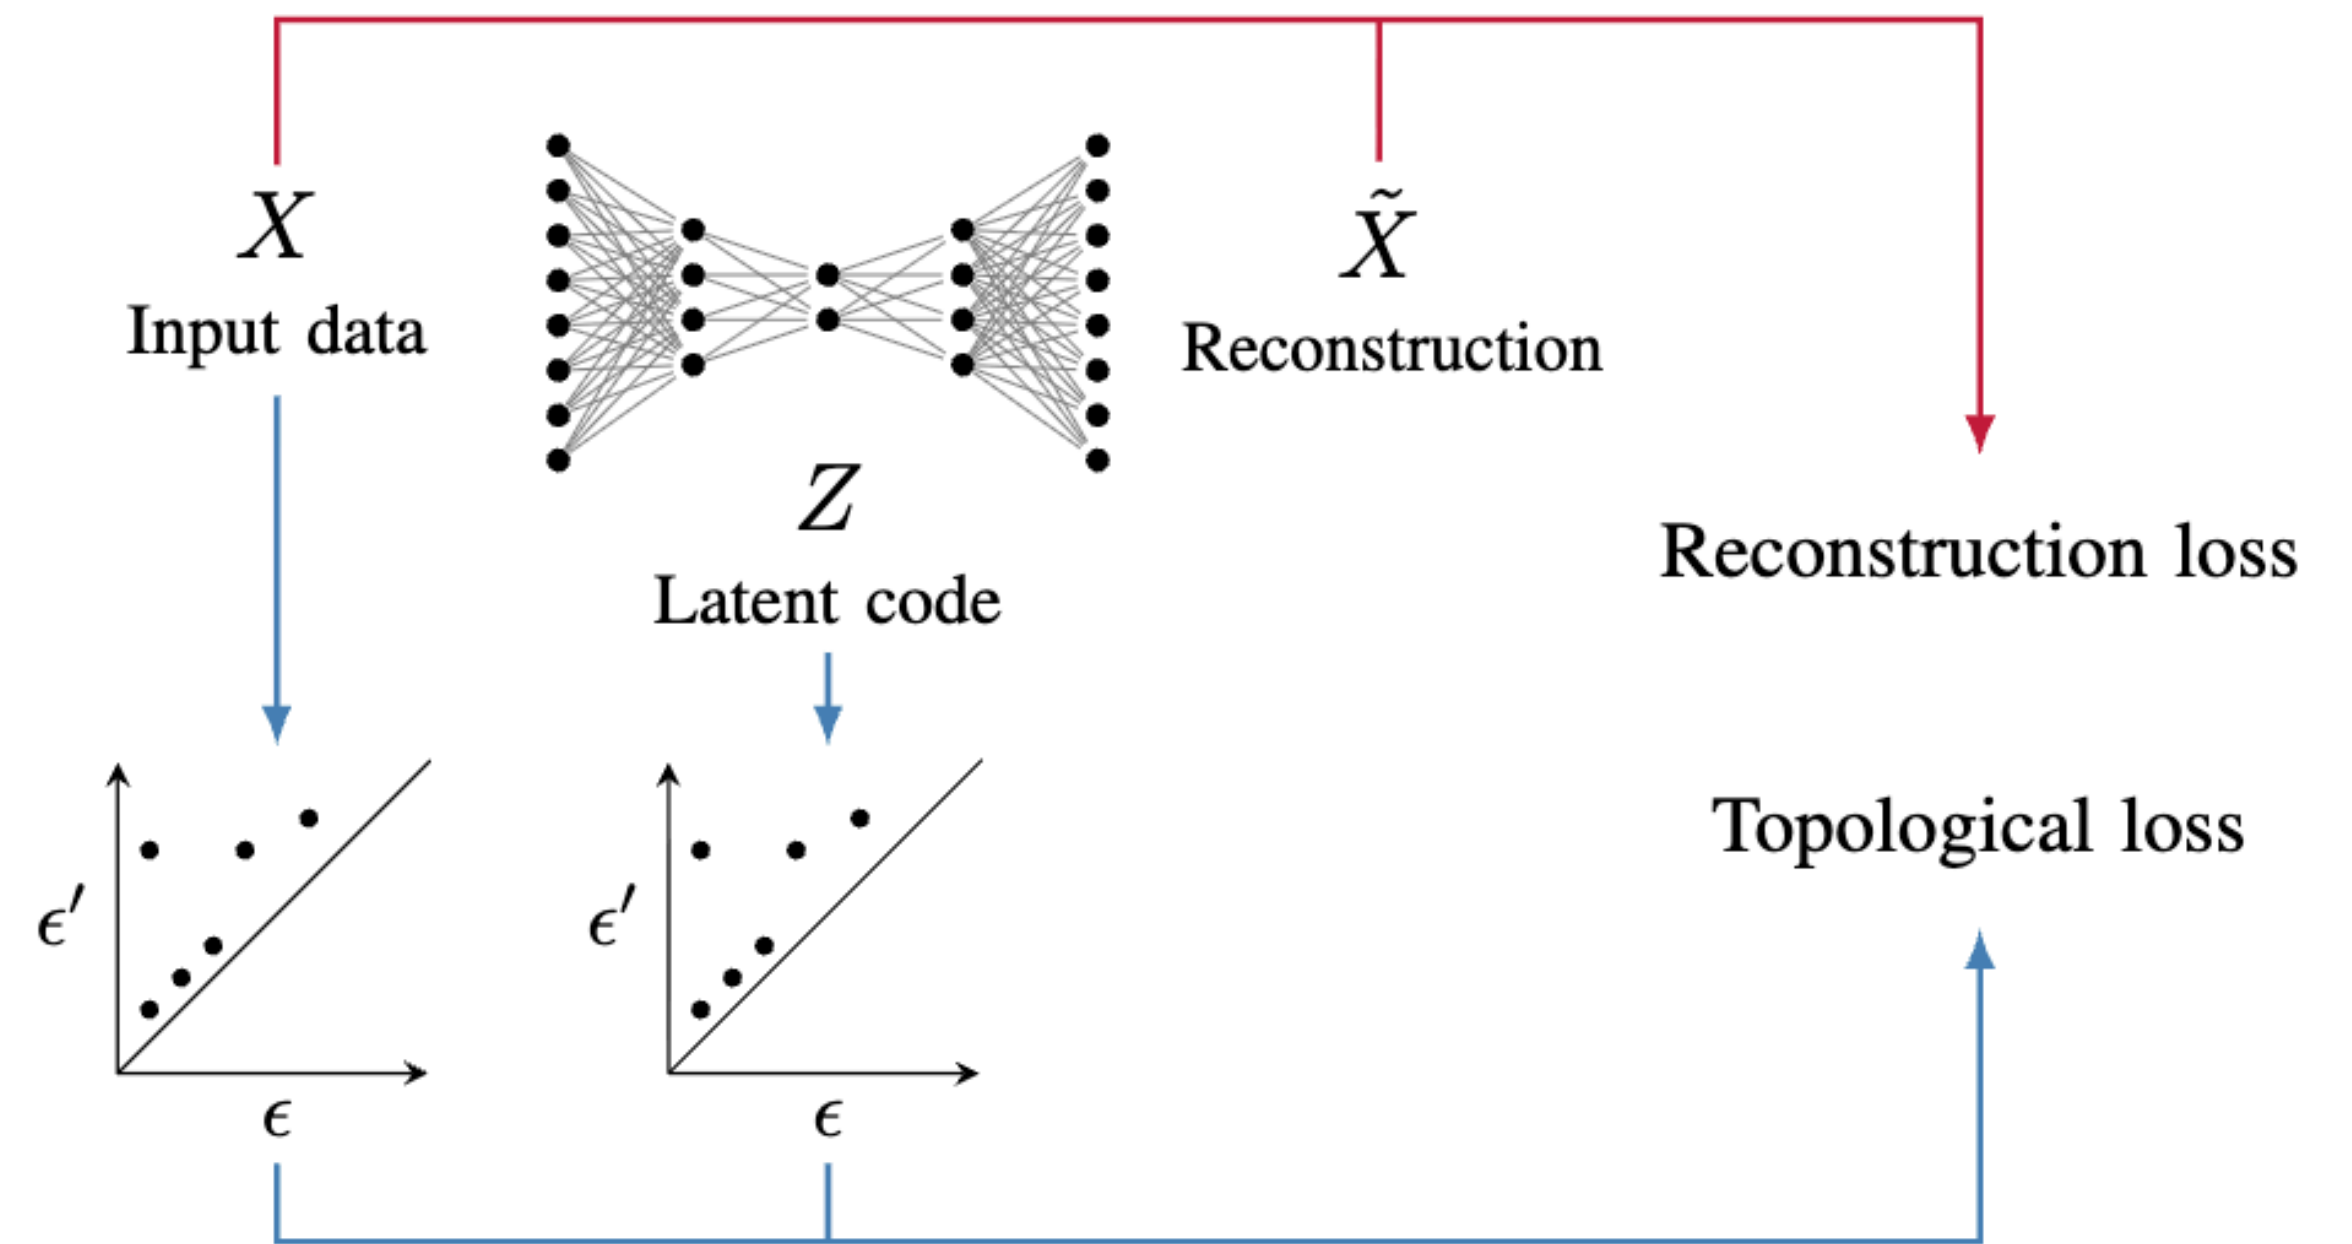 X
Input data
Z
Latent code
X̃
Reconstruction
Reconstruction loss
Topological loss
ϵ′
ϵ
ϵ′
ϵ